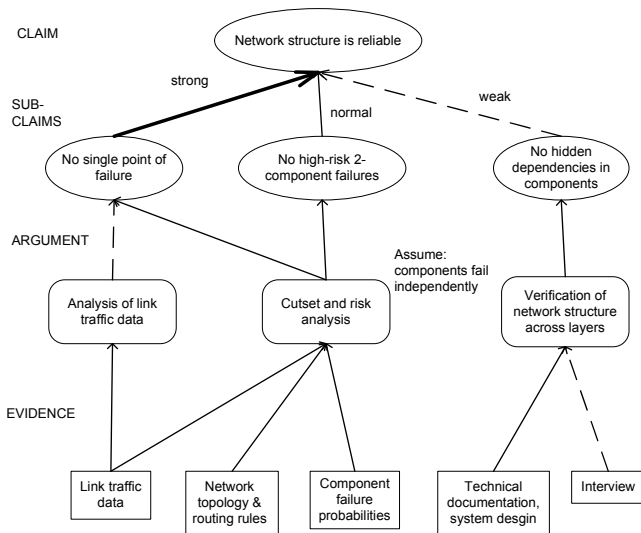 CLAIM
Network structure is reliable
strong
normal
weak
SUB-
CLAIMS
No single point of
failure
No high-risk 2-
component failures
No hidden
dependencies in
components
ARGUMENT
Assume:
components fail
independently
Analysis of link
traffic data
Cutset and risk
analysis
Verification of
network structure
across layers
EVIDENCE
Link traffic
data
Network
topology &
routing rules
Component
failure
probabilities
Technical
documentation,
system desgin
Interview